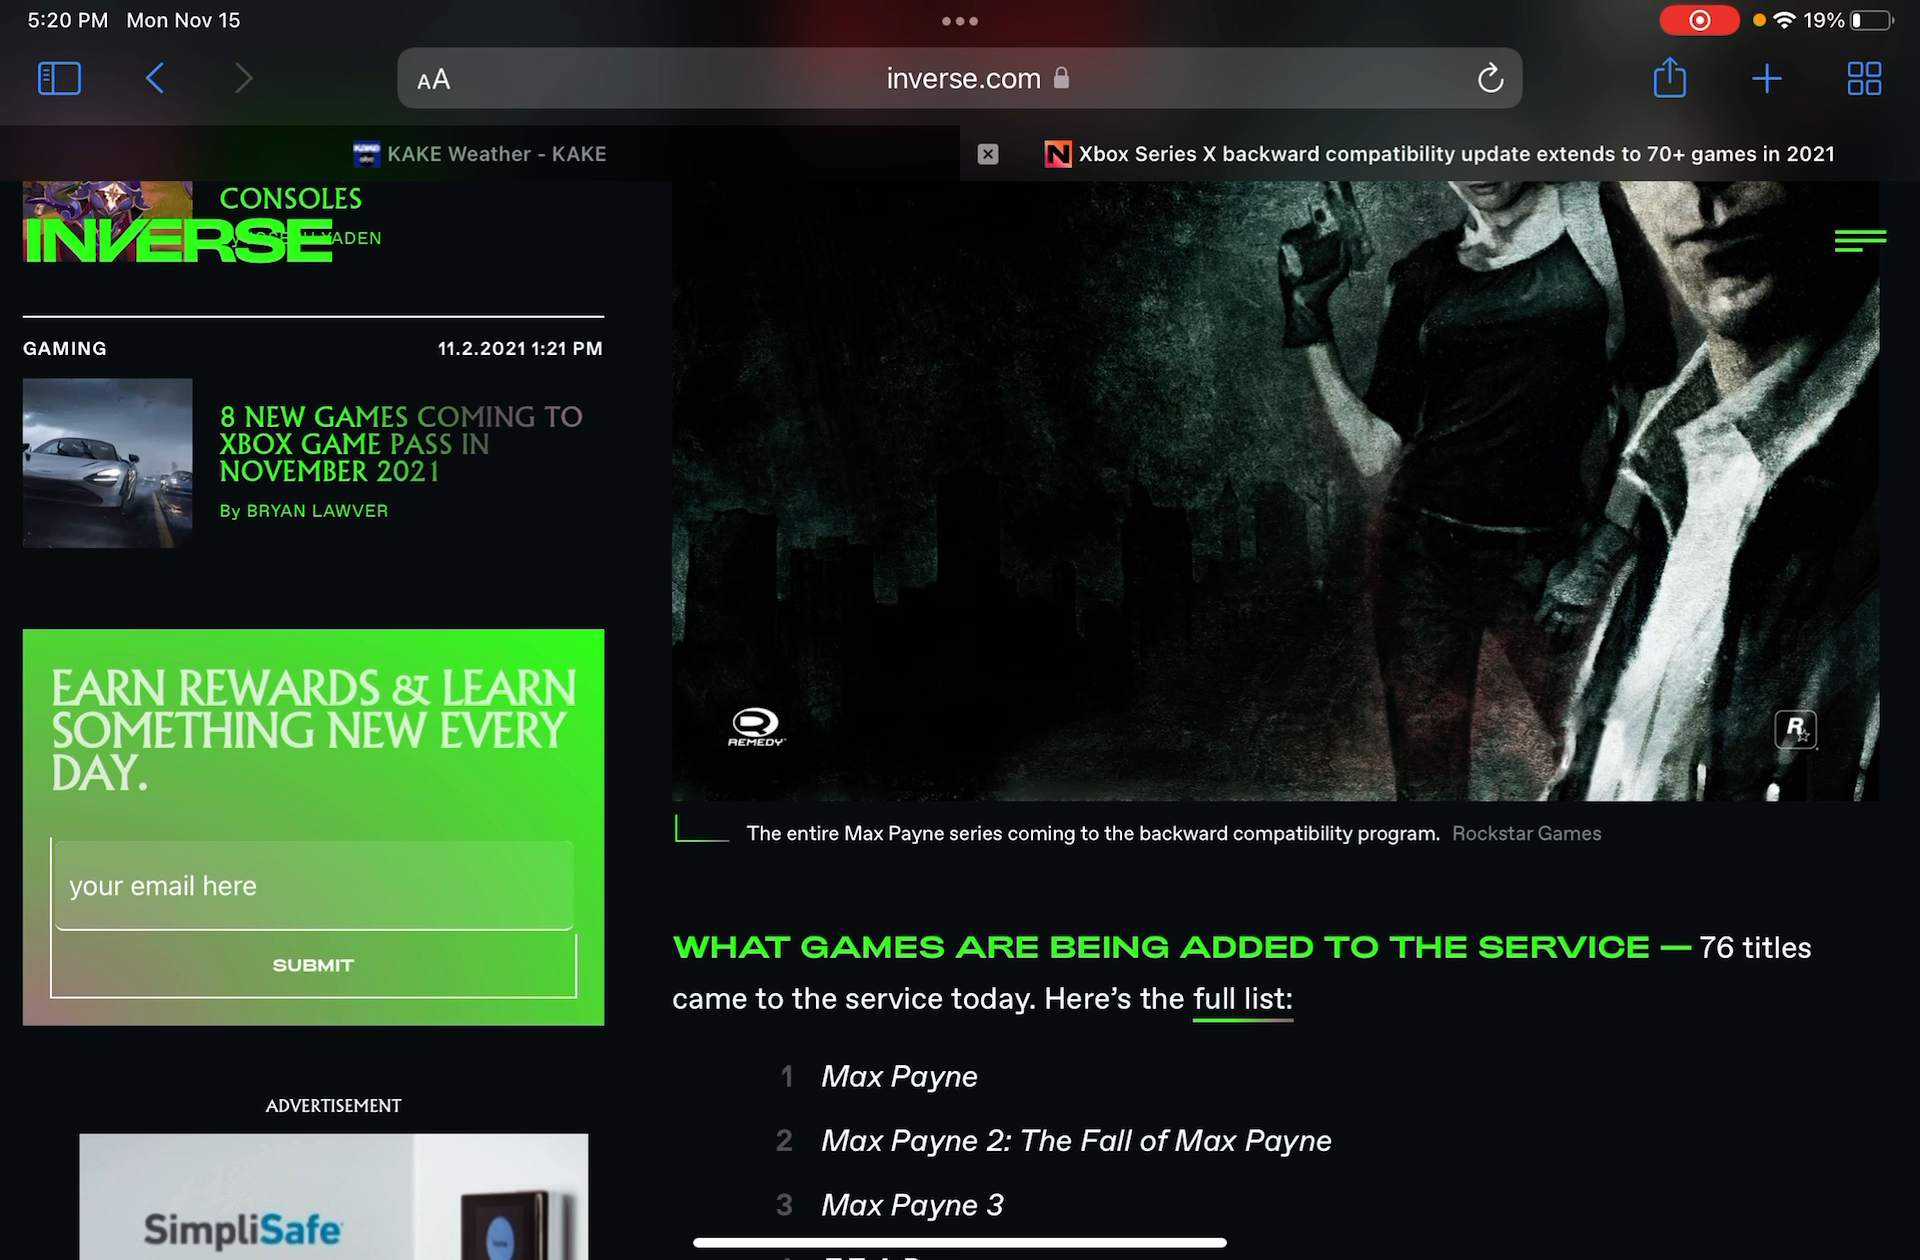 5:20 PM Mon Nov 15
19%
AA
inverse.com
KAKE Weather - KAKE
Xbox Series X backward compatibility update extends to 70+ games in 2021
CONSOLES
INVERSE
GAMING
11.2.2021 1:21 PM
8 NEW GAMES COMING TO
XBOX GAME PASS IN
NOVEMBER 2021
By BRYAN LAWVER
EARN REWARDS & LEARN
SOMETHING NEW EVERY
DAY.
your email here
SUBMIT
ADVERTISEMENT
SimpliSafe
REMEDY
R
The entire Max Payne series coming to the backward compatibility program. Rockstar Games
WHAT GAMES ARE BEING ADDED TO THE SERVICE — 76 titles
came to the service today. Here’s the full list:
1 Max Payne
2 Max Payne 2: The Fall of Max Payne
3 Max Payne 3